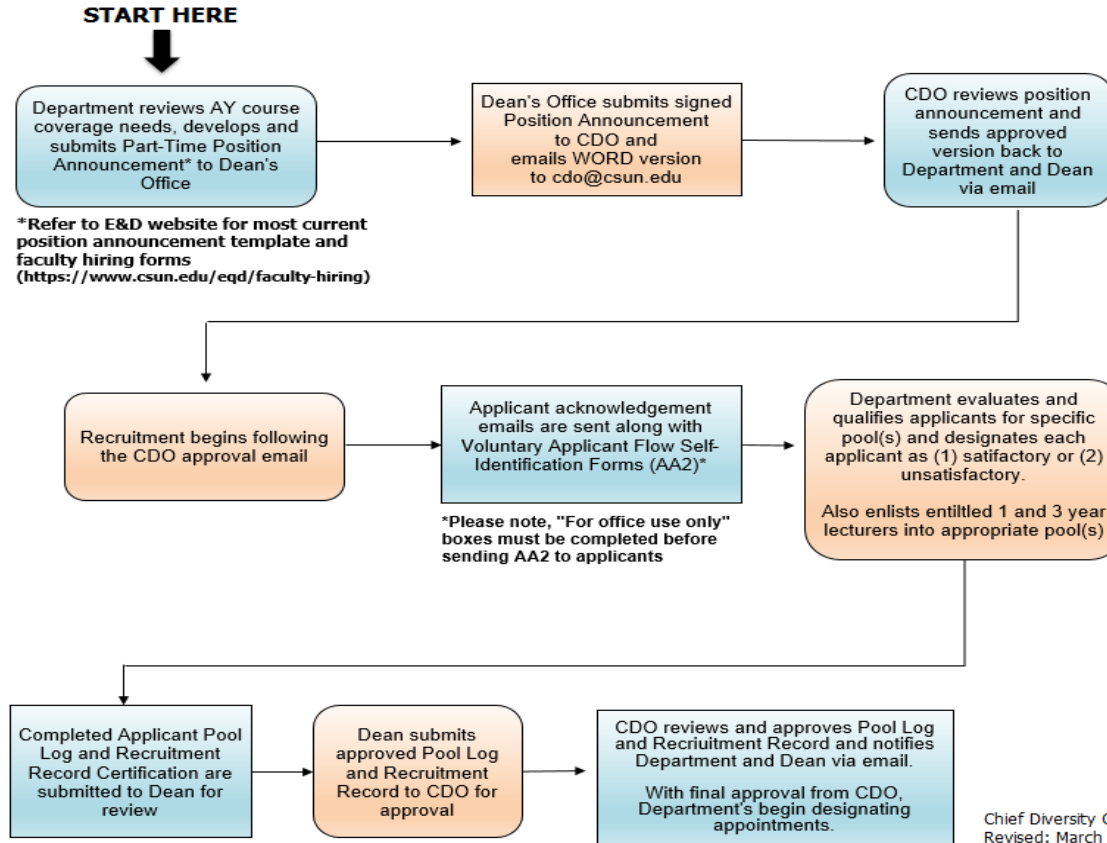 START HERE
Department reviews AY course
coverage needs, develops and
submits Part-Time Position
Announcement* to Dean's
Office
Dean's Office submits signed
Position Announcement
to CDO and
emails WORD version
to cdo@csun.edu
CDO reviews position
announcement and
sends approved
version back to
Department and Dean
via email
*Refer to E&D website for most current
position announcement template and
faculty hiring forms
(https://www.csun.edu/eqd/faculty-hiring)
Recruitment begins following
the CDO approval email
Applicant acknowledgement
emails are sent along with
Voluntary Applicant Flow Self-
Identification Forms (AA2)*
*Please note, "For office use only"
boxes must be completed before
sending AA2 to applicants
Department evaluates and
qualifies applicants for specific
pool(s) and designates each
applicant as (1) satifactory or (2)
unsatisfactory.
Also enlists entiltled 1 and 3 year
lecturers into appropriate pool(s)
Completed Applicant Pool
Log and Recruitment
Record Certification are
submitted to Dean for
review
Dean submits
approved Pool Log
and Recruitment
Record to CDO for
approval
CDO reviews and approves Pool Log
and Recriuitment Record and notifies
Department and Dean via email.
With final approval from CDO,
Department's begin designating
appointments.
Chief Diversity
Revised: March